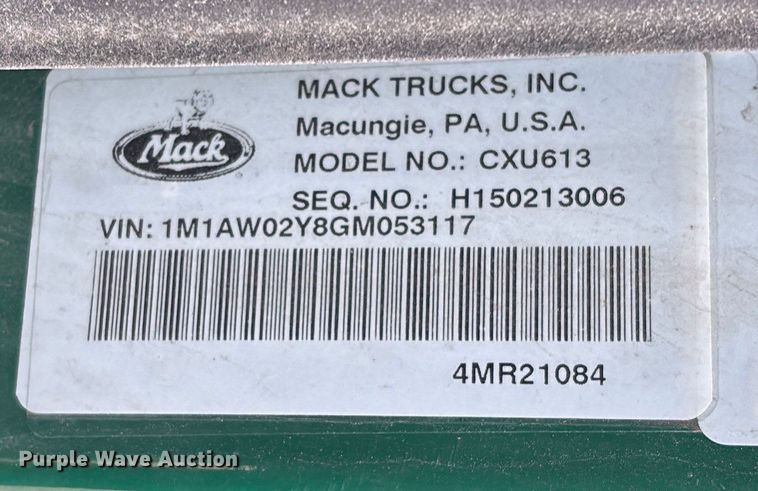 MACK TRUCKS, INC.
Macungie, PA, U.S.A.
Mack
MODEL NO.: CXU613
SEQ. NO.: H150213006
VIN: 1M1AW02Y8GM053117
4MR21084
Purple Wave Auction